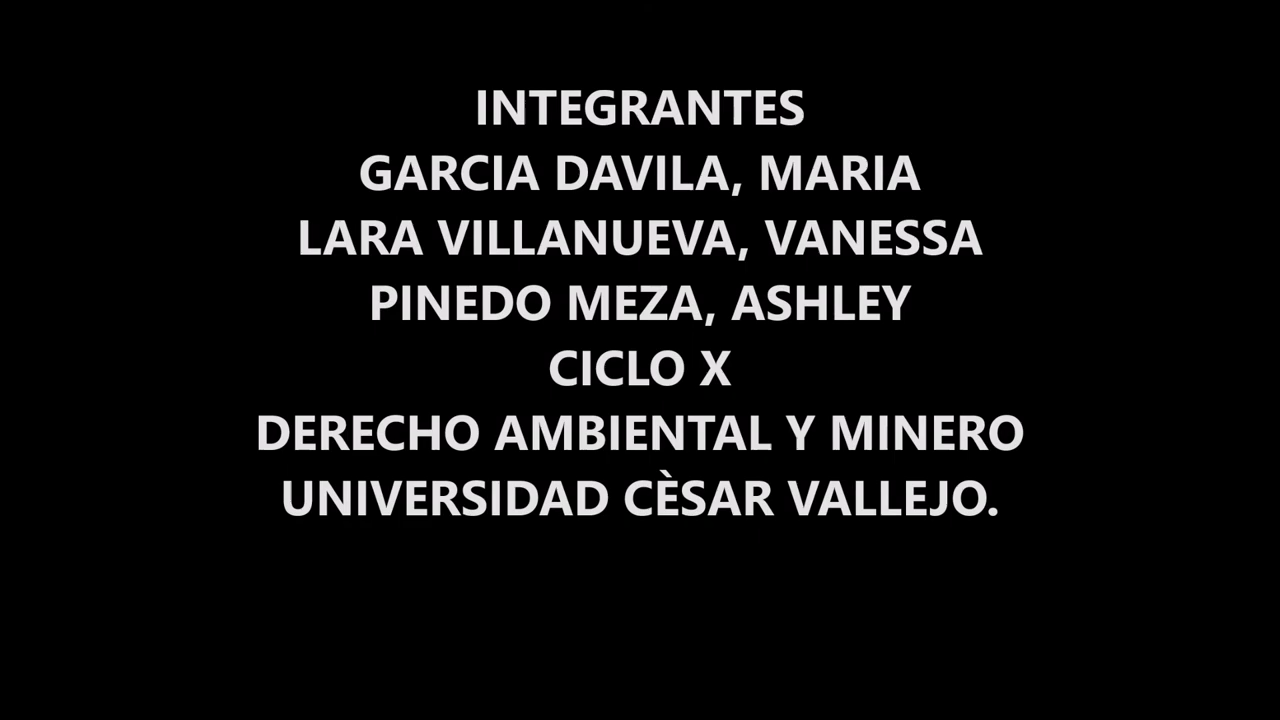 INTEGRANTES
GARCIA DAVILA, MARIA
LARA VILLANUEVA, VANESSA
PINEDO MEZA, ASHLEY
CICLO X
DERECHO AMBIENTAL Y MINERO
UNIVERSIDAD CÈSAR VALLEJO.